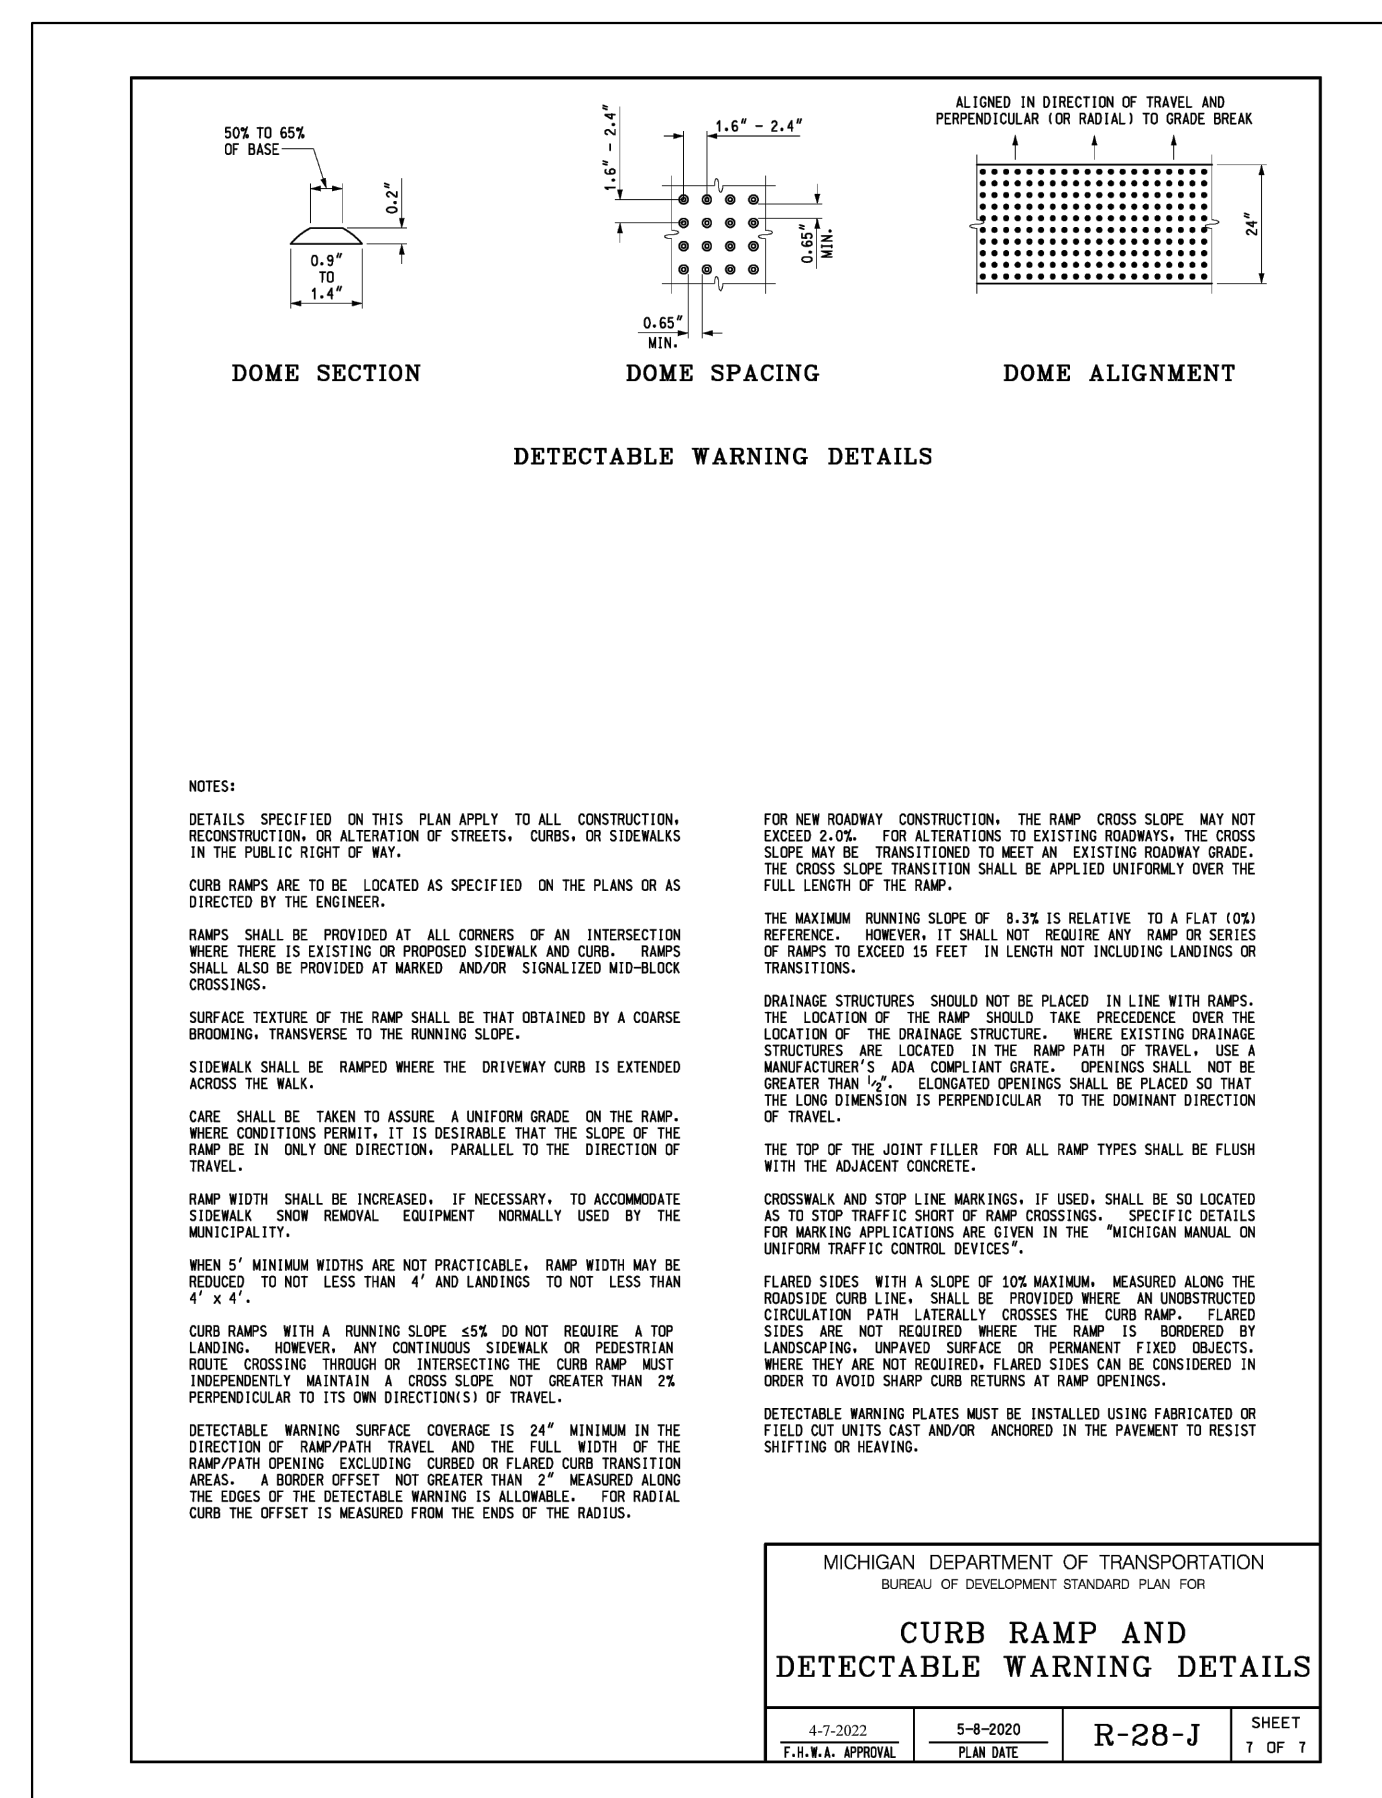 50% TO 65%
OF BASE
0.2"
0.9"
TO
1.4"
DOME SECTION
1.6" - 2.4"
1.6" - 2.4"
0.65"
MIN.
0.65"
MIN.
DOME SPACING
ALIGNED IN DIRECTION OF TRAVEL AND
PERPENDICULAR (OR RADIAL) TO GRADE BREAK
24"
DOME ALIGNMENT
DETECTABLE WARNING DETAILS
NOTES:
DETAILS SPECIFIED ON THIS PLAN APPLY TO ALL CONSTRUCTION,
RECONSTRUCTION, OR ALTERATION OF STREETS, CURBS, OR SIDEWALKS
IN THE PUBLIC RIGHT OF WAY.
CURB RAMPS ARE TO BE LOCATED AS SPECIFIED ON THE PLANS OR AS
DIRECTED BY THE ENGINEER.
RAMPS SHALL BE PROVIDED AT ALL CORNERS OF AN INTERSECTION
WHERE THERE IS EXISTING OR PROPOSED SIDEWALK AND CURB. RAMPS
SHALL ALSO BE PROVIDED AT MARKED AND/OR SIGNALIZED MID-BLOCK
CROSSINGS.
SURFACE TEXTURE OF THE RAMP SHALL BE THAT OBTAINED BY A COARSE
BROOMING, TRANSVERSE TO THE RUNNING SLOPE.
SIDEWALK SHALL BE RAMPED WHERE THE DRIVEWAY CURB IS EXTENDED
ACROSS THE WALK.
CARE SHALL BE TAKEN TO ASSURE A UNIFORM GRADE ON THE RAMP.
WHERE CONDITIONS PERMIT, IT IS DESIRABLE THAT THE SLOPE OF THE
RAMP BE IN ONLY ONE DIRECTION, PARALLEL TO THE DIRECTION OF
TRAVEL.
RAMP WIDTH SHALL BE INCREASED, IF NECESSARY, TO ACCOMMODATE
SIDEWALK SNOW REMOVAL EQUIPMENT NORMALLY USED BY THE
MUNICIPALITY.
WHEN 5' MINIMUM WIDTHS ARE NOT PRACTICABLE, RAMP WIDTH MAY BE
REDUCED TO NOT LESS THAN 4' AND LANDINGS TO NOT LESS THAN
4' x 4'.
CURB RAMPS WITH A RUNNING SLOPE ≤5% DO NOT REQUIRE A TOP
LANDING. HOWEVER, ANY CONTINUOUS SIDEWALK OR PEDESTRIAN
ROUTE CROSSING THROUGH OR INTERSECTING THE CURB RAMP MUST
INDEPENDENTLY MAINTAIN A CROSS SLOPE NOT GREATER THAN 2%
PERPENDICULAR TO ITS OWN DIRECTION(S) OF TRAVEL.
DETECTABLE WARNING SURFACE COVERAGE IS 24" MINIMUM IN THE
DIRECTION OF RAMP/PATH TRAVEL AND THE FULL WIDTH OF THE
RAMP/PATH OPENING EXCLUDING CURBED OR FLARED CURB TRANSITION
AREAS. A BORDER OFFSET NOT GREATER THAN 2" MEASURED ALONG
THE EDGES OF THE DETECTABLE WARNING IS ALLOWABLE. FOR RADIAL
CURB THE OFFSET IS MEASURED FROM THE ENDS OF THE RADIUS.
FOR NEW ROADWAY CONSTRUCTION, THE RAMP CROSS SLOPE MAY NOT
EXCEED 2.0%. FOR ALTERATIONS TO EXISTING ROADWAYS, THE CROSS
SLOPE MAY BE TRANSITIONED TO MEET AN EXISTING ROADWAY GRADE.
THE CROSS SLOPE TRANSITION SHALL BE APPLIED UNIFORMLY OVER THE
FULL LENGTH OF THE RAMP.
THE MAXIMUM RUNNING SLOPE OF 8.3% IS RELATIVE TO A FLAT (0%)
REFERENCE. HOWEVER, IT SHALL NOT REQUIRE ANY RAMP OR SERIES
OF RAMPS TO EXCEED 15 FEET IN LENGTH NOT INCLUDING LANDINGS OR
TRANSITIONS.
DRAINAGE STRUCTURES SHOULD NOT BE PLACED IN LINE WITH RAMPS.
THE LOCATION OF THE RAMP SHOULD TAKE PRECEDENCE OVER THE
LOCATION OF THE DRAINAGE STRUCTURE. WHERE EXISTING DRAINAGE
STRUCTURES ARE LOCATED IN THE RAMP PATH OF TRAVEL, USE A
MANUFACTURER'S ADA COMPLIANT GRATE. OPENINGS SHALL NOT BE
GREATER THAN 1/2". ELONGATED OPENINGS SHALL BE PLACED SO THAT
THE LONG DIMENSION IS PERPENDICULAR TO THE DOMINANT DIRECTION
OF TRAVEL.
THE TOP OF THE JOINT FILLER FOR ALL RAMP TYPES SHALL BE FLUSH
WITH THE ADJACENT CONCRETE.
CROSSWALK AND STOP LINE MARKINGS, IF USED, SHALL BE SO LOCATED
AS TO STOP TRAFFIC SHORT OF RAMP CROSSINGS. SPECIFIC DETAILS
FOR MARKING APPLICATIONS ARE GIVEN IN THE "MICHIGAN MANUAL ON
UNIFORM TRAFFIC CONTROL DEVICES".
FLARED SIDES WITH A SLOPE OF 10% MAXIMUM, MEASURED ALONG THE
ROADSIDE CURB LINE, SHALL BE PROVIDED WHERE AN UNOBSTRUCTED
CIRCULATION PATH LATERALLY CROSSES THE CURB RAMP. FLARED
SIDES ARE NOT REQUIRED WHERE THE RAMP IS BORDERED BY
LANDSCAPING, UNPAVED SURFACE OR PERMANENT FIXED OBJECTS.
WHERE THEY ARE NOT REQUIRED, FLARED SIDES CAN BE CONSIDERED IN
ORDER TO AVOID SHARP CURB RETURNS AT RAMP OPENINGS.
DETECTABLE WARNING PLATES MUST BE INSTALLED USING FABRICATED OR
FIELD CUT UNITS CAST AND/OR ANCHORED IN THE PAVEMENT TO RESIST
SHIFTING OR HEAVING.
MICHIGAN DEPARTMENT OF TRANSPORTATION
BUREAU OF DEVELOPMENT STANDARD PLAN FOR
CURB RAMP AND
DETECTABLE WARNING DETAILS
4-7-2022
F.H.W.A. APPROVAL
5-8-2020
PLAN DATE
R-28-J
SHEET
7 OF 7